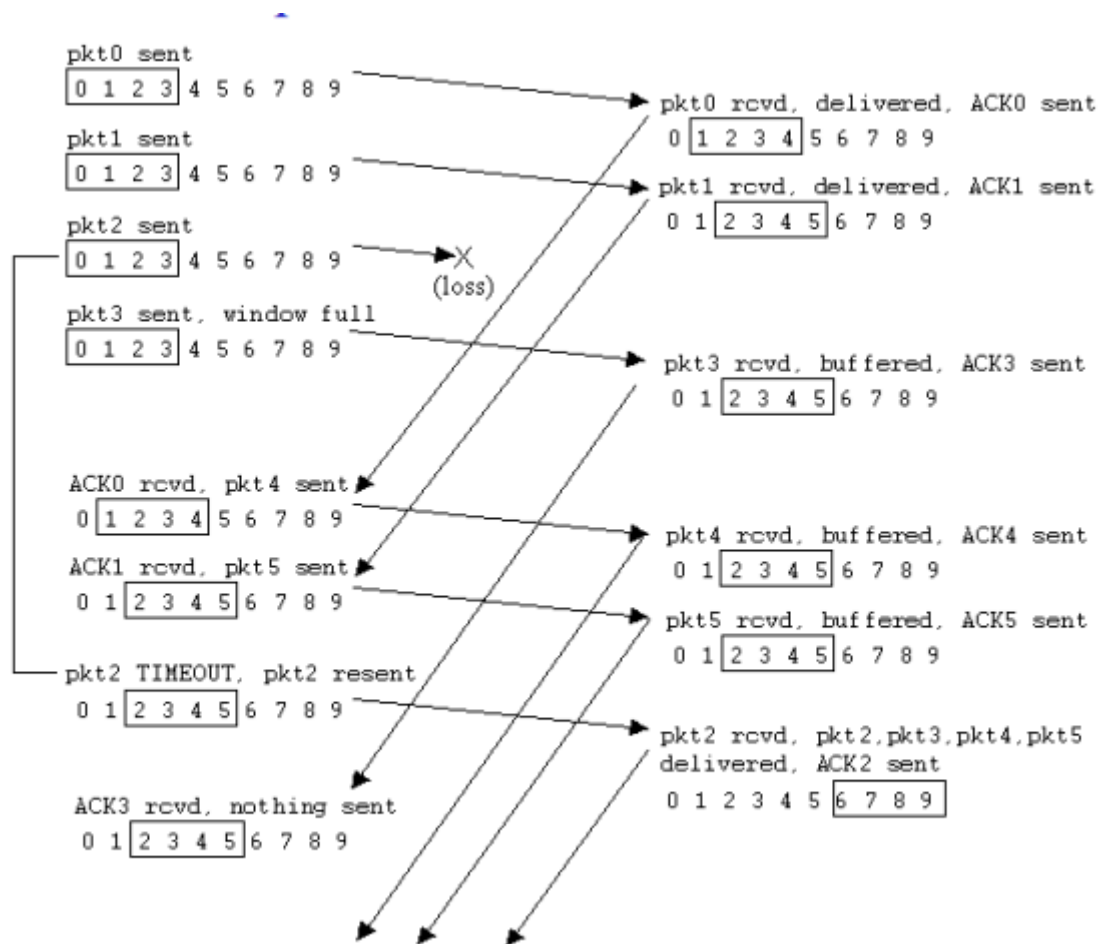 pkt0 sent
0 1 2 3 4 5 6 7 8 9
pkt1 sent
0 1 2 3 4 5 6 7 8 9
pkt2 sent
0 1 2 3 4 5 6 7 8 9
pkt3 sent, window full
0 1 2 3 4 5 6 7 8 9
ACK0 rcvd, pkt4 sent
0 1 2 3 4 5 6 7 8 9
ACK1 rcvd, pkt5 sent
0 1 2 3 4 5 6 7 8 9
pkt2 TIMEOUT, pkt2 resent
0 1 2 3 4 5 6 7 8 9
ACK3 rcvd, nothing sent
0 1 2 3 4 5 6 7 8 9
X
(loss)
pkt0 rcvd, delivered, ACK0 sent
0 1 2 3 4 5 6 7 8 9
pkt1 rcvd, delivered, ACK1 sent
0 1 2 3 4 5 6 7 8 9
pkt3 rcvd, buffered, ACK3 sent
0 1 2 3 4 5 6 7 8 9
pkt4 rcvd, buffered, ACK4 sent
0 1 2 3 4 5 6 7 8 9
pkt5 rcvd, buffered, ACK5 sent
0 1 2 3 4 5 6 7 8 9
pkt2 rcvd, pkt2,pkt3,pkt4,pkt5
delivered, ACK2 sent
0 1 2 3 4 5 6 7 8 9